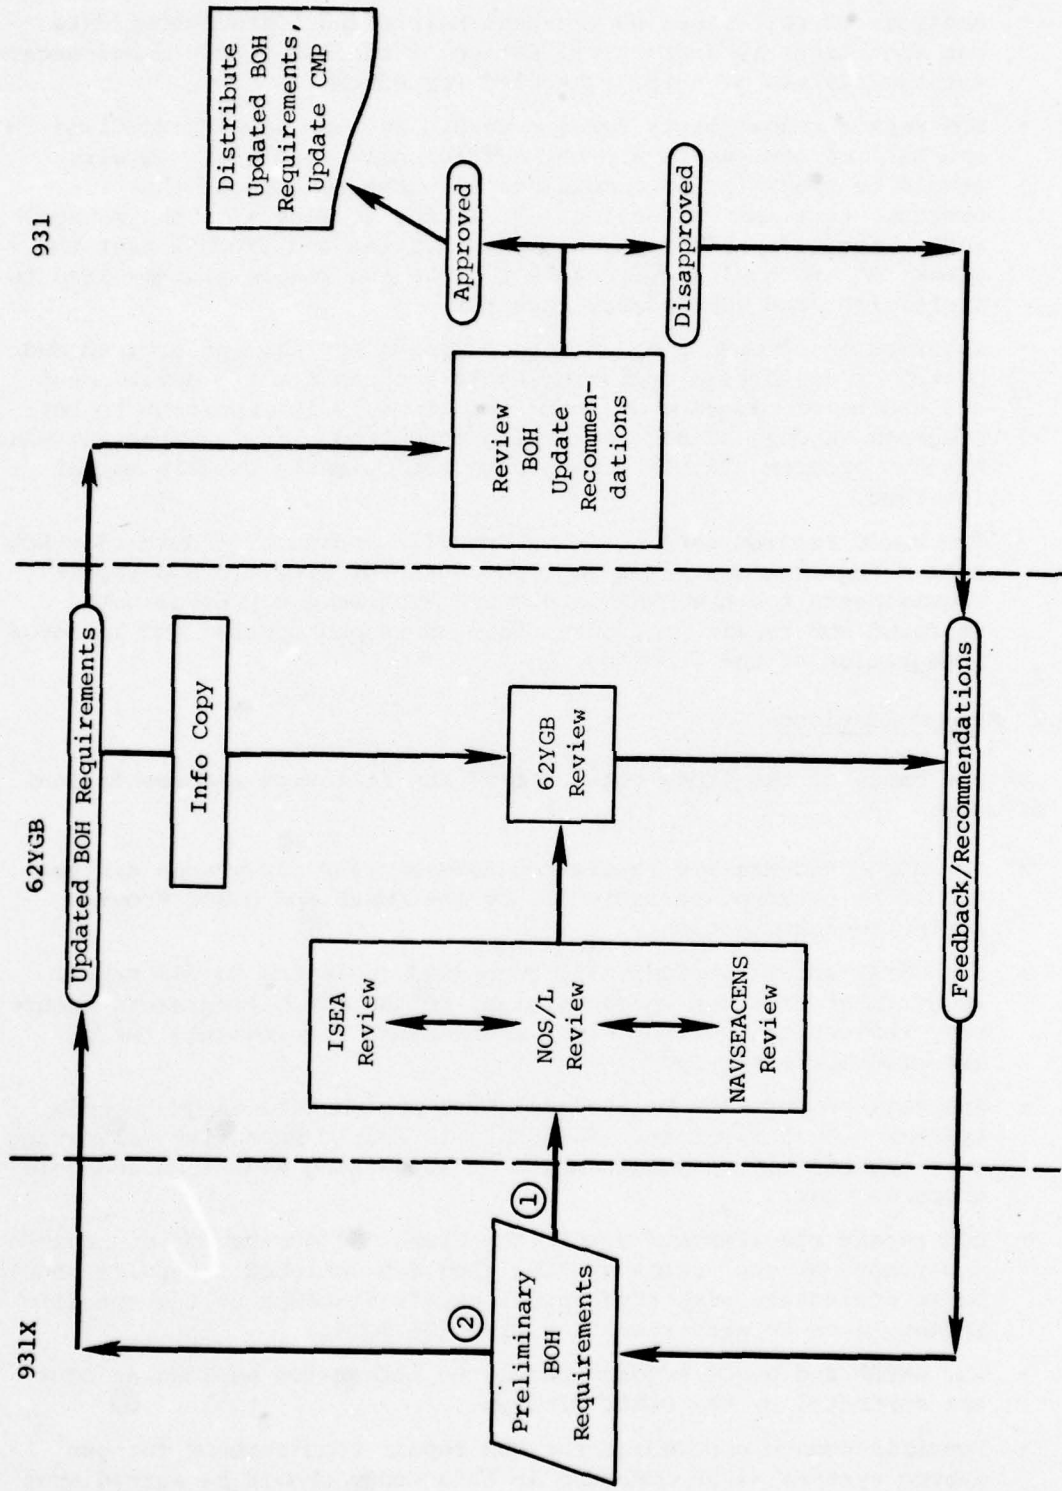 931X
62YGB
931
Updated BOH Requirements
Info Copy
②
Preliminary
BOH
Requirements
①
ISEA
Review
NOS/L
Review
NAVSEACENS
Review
62YGB
Review
Review
BOH
Update
Recommen-
dations
Approved
Disapproved
Distribute
Updated BOH
Requirements,
Update CMP
Feedback/Recommendations